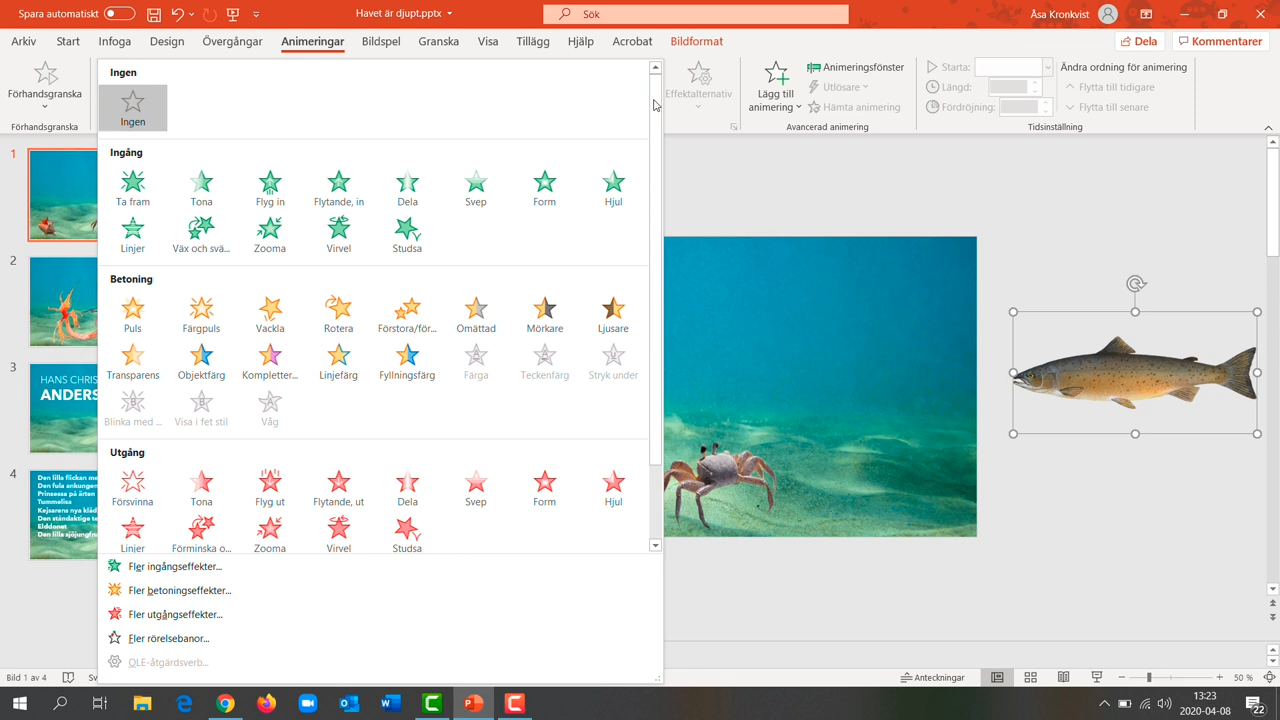 Spara automatiskt
Havet är djupt.pptx
Sök
Åsa Kronkvist
Arkiv Start Infoga Design Övergångar Animeringar Bildspel Granska Visa Tillägg Hjälp Acrobat Bildformat
Dela Kommentarer
Förhandsgranska
Förhandsgranska
Ingen
Ingen
Ingång
Ta fram Tona Flyg in Flytande, in Dela Svep Form Hjul
Linjer Väx och svä... Zooma Virvel Studsa
Betoning
Puls Färgpuls Vackla Rotera Förstora/för... Omättad Mörkare Ljusare
Transparens Objektfärg Kompletter... Linjefärg Fyllningsfärg Färga Teckenfärg Stryk under
Blinka med ... Visa i fet stil Våg
Utgång
Försvinna Tona Flyg ut Flytande, ut Dela Svep Form Hjul
Linjer Förminska o... Zooma Virvel Studsa
Fler ingångseffekter...
Fler betoningseffekter...
Fler utgångseffekter...
Fler rörelsebanor...
OLE-åtgärdsverb...
Effektalternativ
Lägg till
animering
Animeringsfönster
Utlösare
Hämta animering
Avancerad animering
Starta:
Längd:
Fördröjning:
Ändra ordning för animering
Flytta till tidigare
Flytta till senare
Tidsinställning
1
2
3
HANS CHRIS
ANDERS
4
Den lilla flickan me
Den fula ankungen
Prinsessa på ärten
Tummelisa
Kejsarens nya kläd
Den ståndaktige te
Elddonet
Den lilla sjöjungfr
Bild 1 av 4
Sv
Anteckningar
50 %
13:23
2020-04-08
22